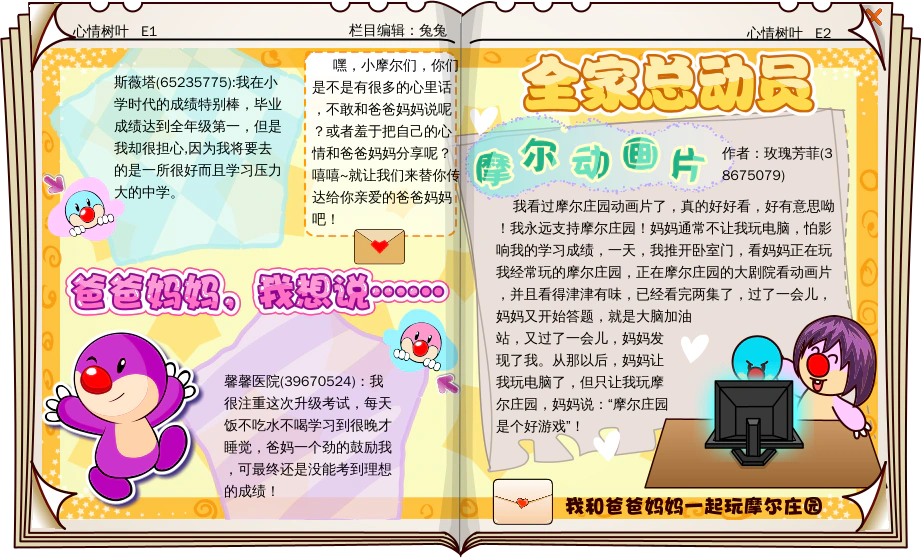 心情树叶 E1
栏目编辑：兔兔
斯薇塔(65235775):我在小
学时代的成绩特别棒，毕业
成绩达到全年级第一，但是
我却很担心,因为我将要去
的是一所很好而且学习压力
大的中学。
嘿，小摩尔们，你们
是不是有很多的心里话
，不敢和爸爸妈妈说呢
？或者羞于把自己的心
情和爸爸妈妈分享呢？
嘻嘻~就让我们来替你传
达给你亲爱的爸爸妈妈
吧！
爸爸妈妈，我想说……
馨馨医院(39670524)：我
很注重这次升级考试，每天
饭不吃水不喝学习到很晚才
睡觉，爸妈一个劲的鼓励我
，可最终还是没能考到理想
的成绩！
心情树叶 E2
全家总动员
摩尔动画片
作者：玫瑰芳菲(3
8675079)
我看过摩尔庄园动画片了，真的好好看，好有意思呦
！我永远支持摩尔庄园！妈妈通常不让我玩电脑，怕影
响我的学习成绩，一天，我推开卧室门，看妈妈正在玩
我经常玩的摩尔庄园，正在摩尔庄园的大剧院看动画片
，并且看得津津有味，已经看完两集了，过了一会儿，
妈妈又开始答题，就是大脑加油
站，又过了一会儿，妈妈发
现了我。从那以后，妈妈让
我玩电脑了，但只让我玩摩
尔庄园，妈妈说：“摩尔庄园
是个好游戏”！
我和爸爸妈妈一起玩摩尔庄园